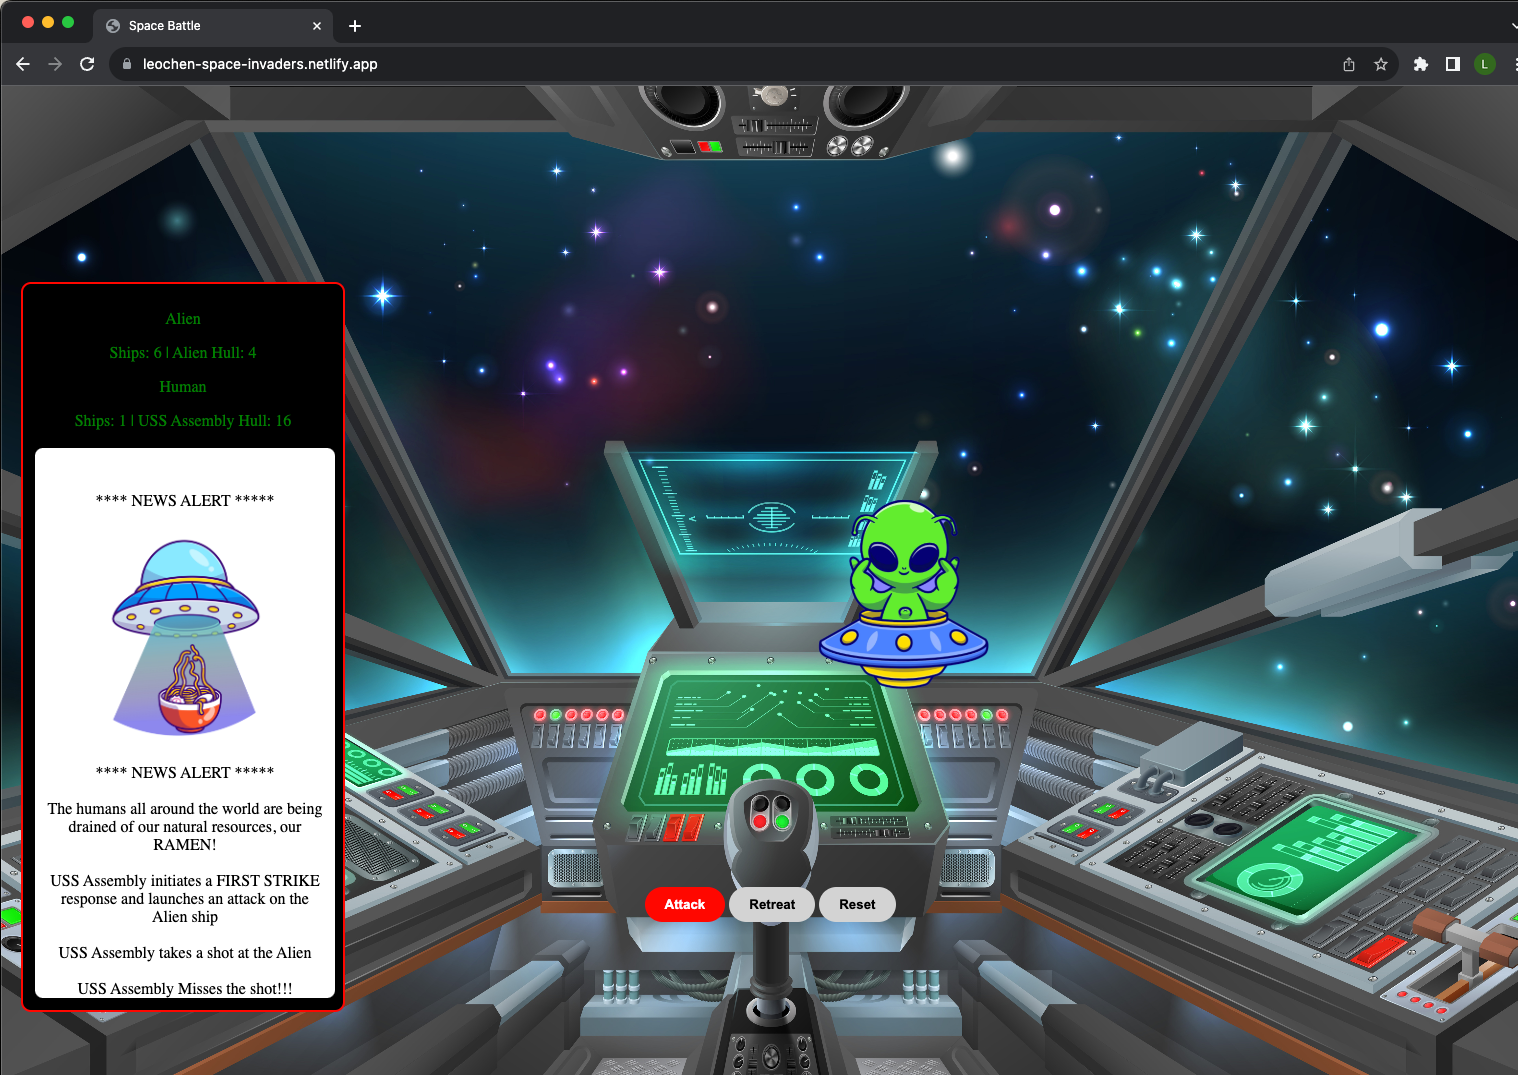 Space Battle
leochen-space-invaders.netlify.app
L
Alien
Ships: 6 | Alien Hull: 4
Human
Ships: 1 | USS Assembly Hull: 16
**** NEWS ALERT *****
**** NEWS ALERT *****
The humans all around the world are being
drained of our natural resources, our
RAMEN!
USS Assembly initiates a FIRST STRIKE
response and launches an attack on the
Alien ship
USS Assembly takes a shot at the Alien
USS Assembly Misses the shot!!!
Attack
Retreat
Reset